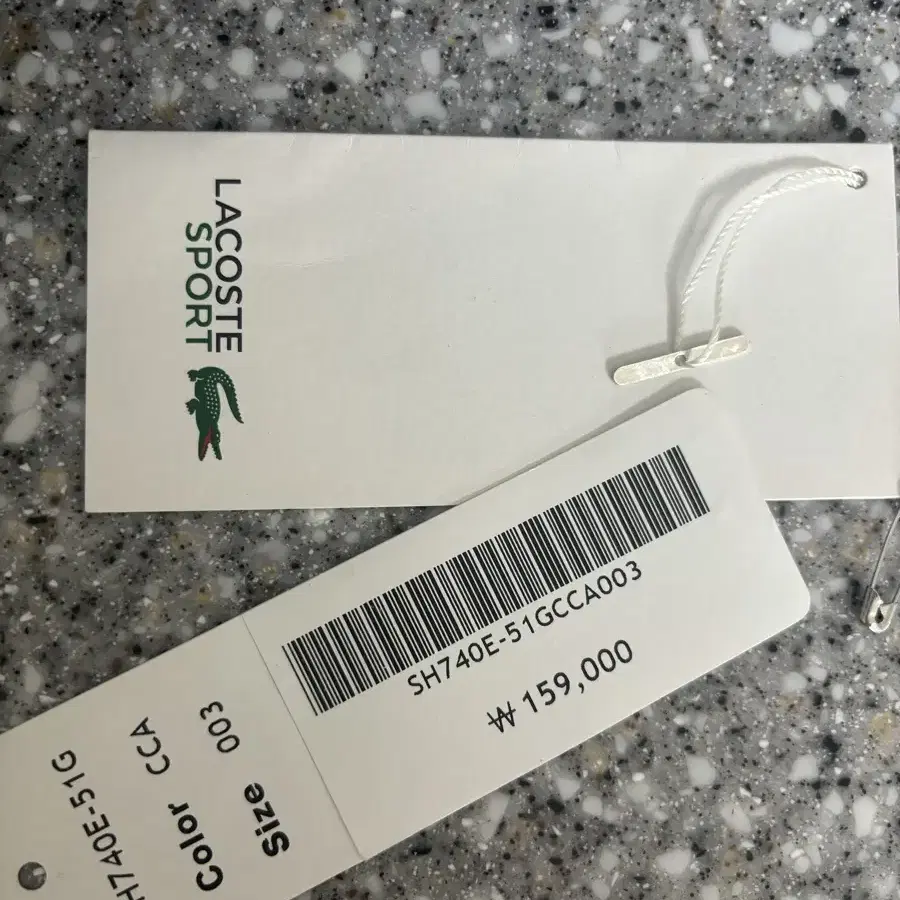 LACOSTE
SPORT
SH740E-51GCCA003
₩ 159,000
H740E-51G
Color CCA
Size 003